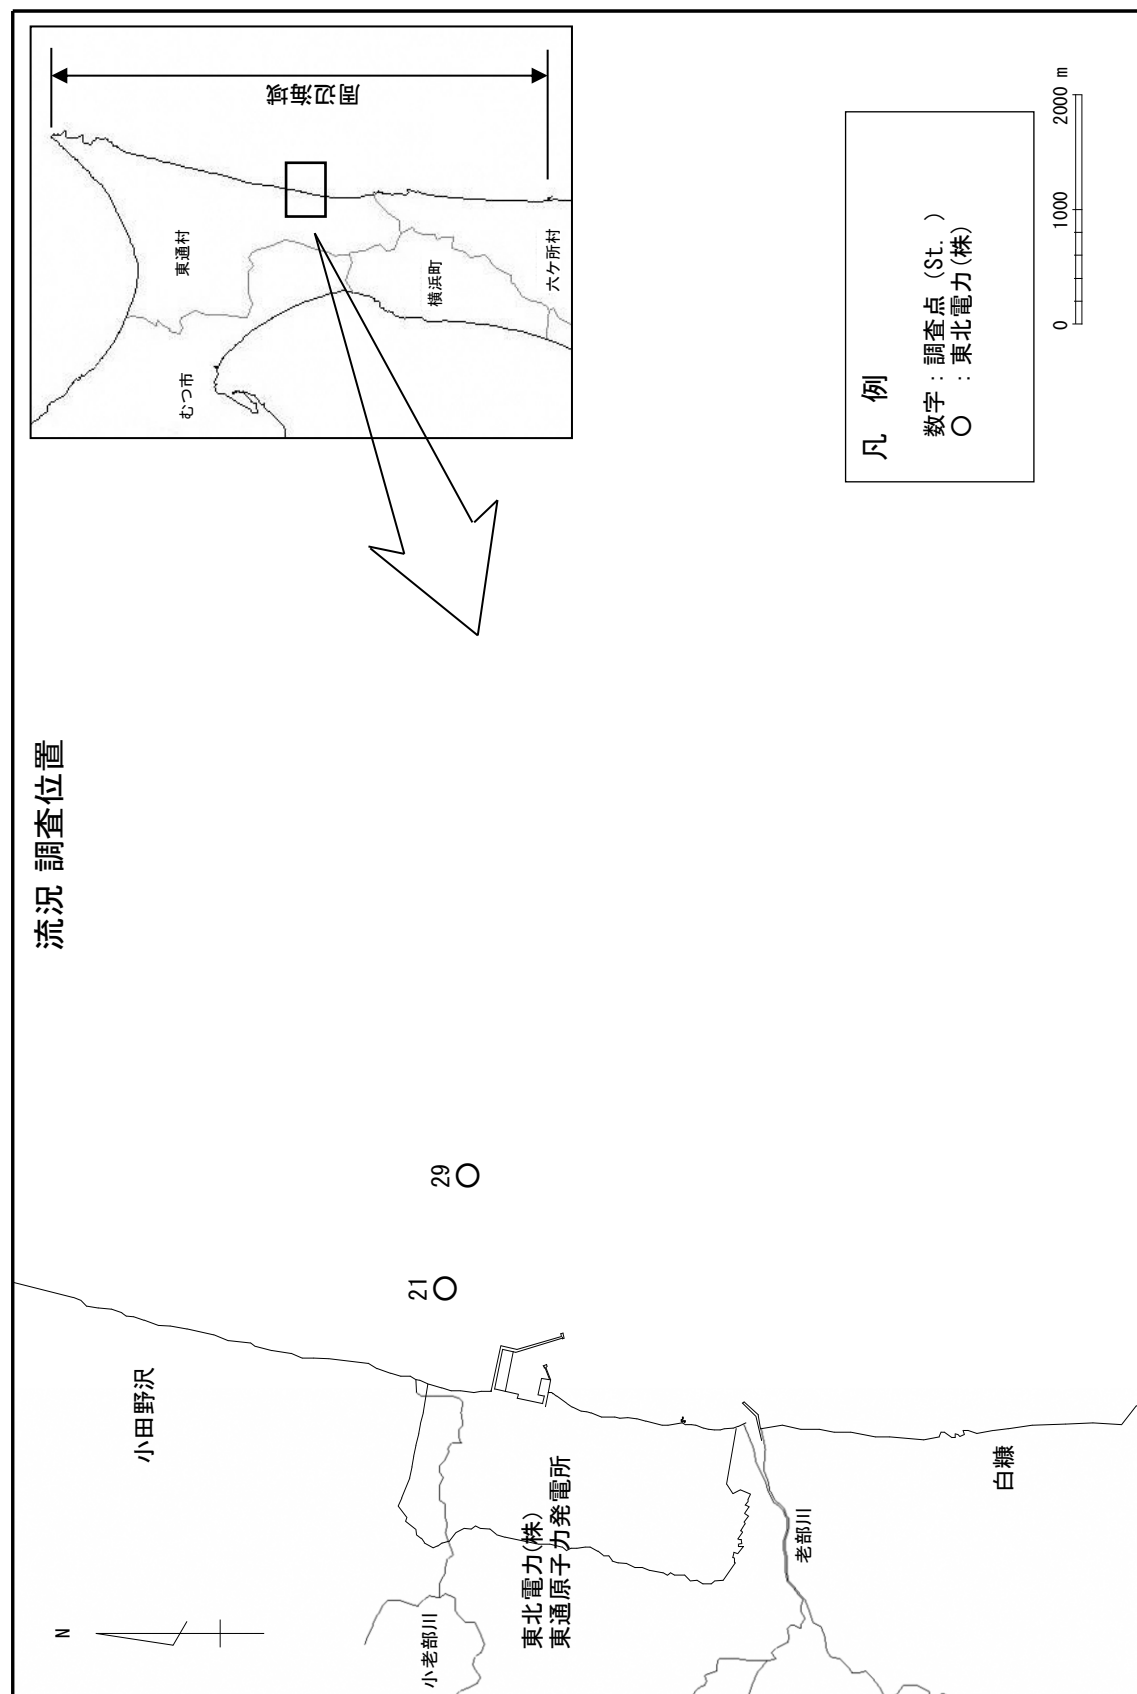 流況 調査位置
N
小田野沢
小老部川
東北電力(株)
東通原子力発電所
老部川
白糠
21
29
むつ市
東通村
横浜町
六ケ所村
周辺海域
凡 例
数字 : 調査点 (St. )
○ : 東北電力(株)
0 1000 2000 m